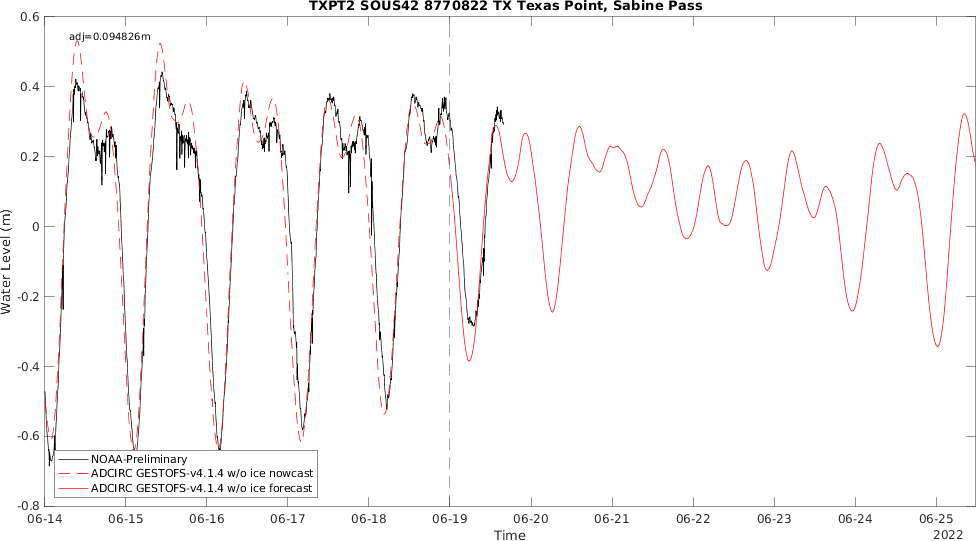 TXPT2 SOUS42 8770822 TX Texas Point, Sabine Pass
adj=0.094826m
0.6
0.4
0.2
0
-0.2
-0.4
-0.6
-0.8
Water Level (m)
NOAA-Preliminary
ADCIRC GESTOFS-v4.1.4 w/o ice nowcast
ADCIRC GESTOFS-v4.1.4 w/o ice forecast
06-14 06-15 06-16 06-17 06-18 06-19 06-20 06-21 06-22 06-23 06-24 06-25
Time
2022